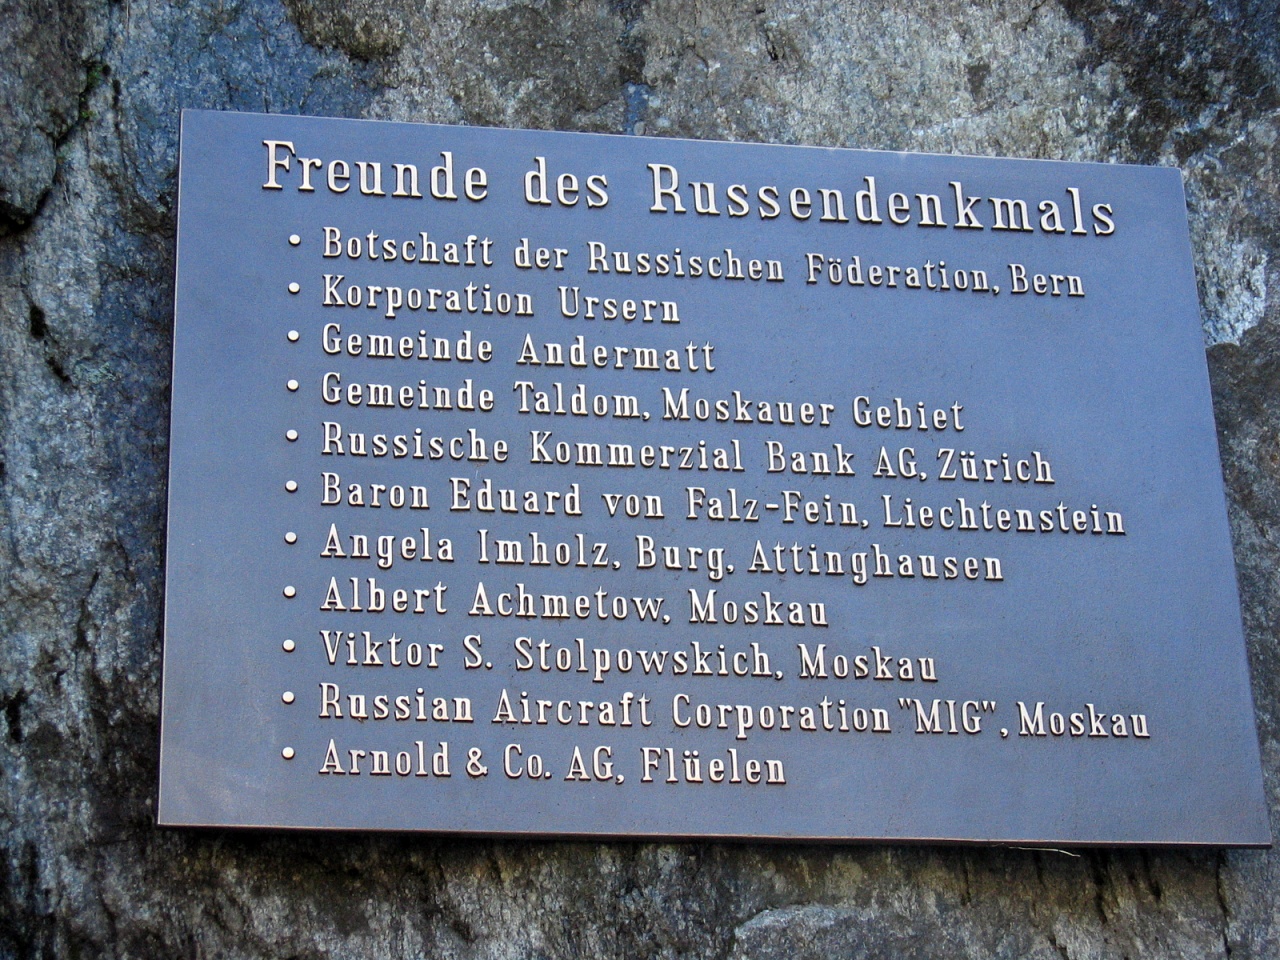 Freunde des Russendenkmals
• Botschaft der Russischen Föderation, Bern
• Korporation Ursern
• Gemeinde Andermatt
• Gemeinde Taldom, Moskauer Gebiet
• Russische Kommerzial Bank AG, Zürich
• Baron Eduard von Falz-Fein, Liechtenstein
• Angela Imholz, Burg, Attinghausen
• Albert Achmetow, Moskau
• Viktor S. Stolpowskich, Moskau
• Russian Aircraft Corporation "MIG", Moskau
• Arnold & Co. AG, Flüelen